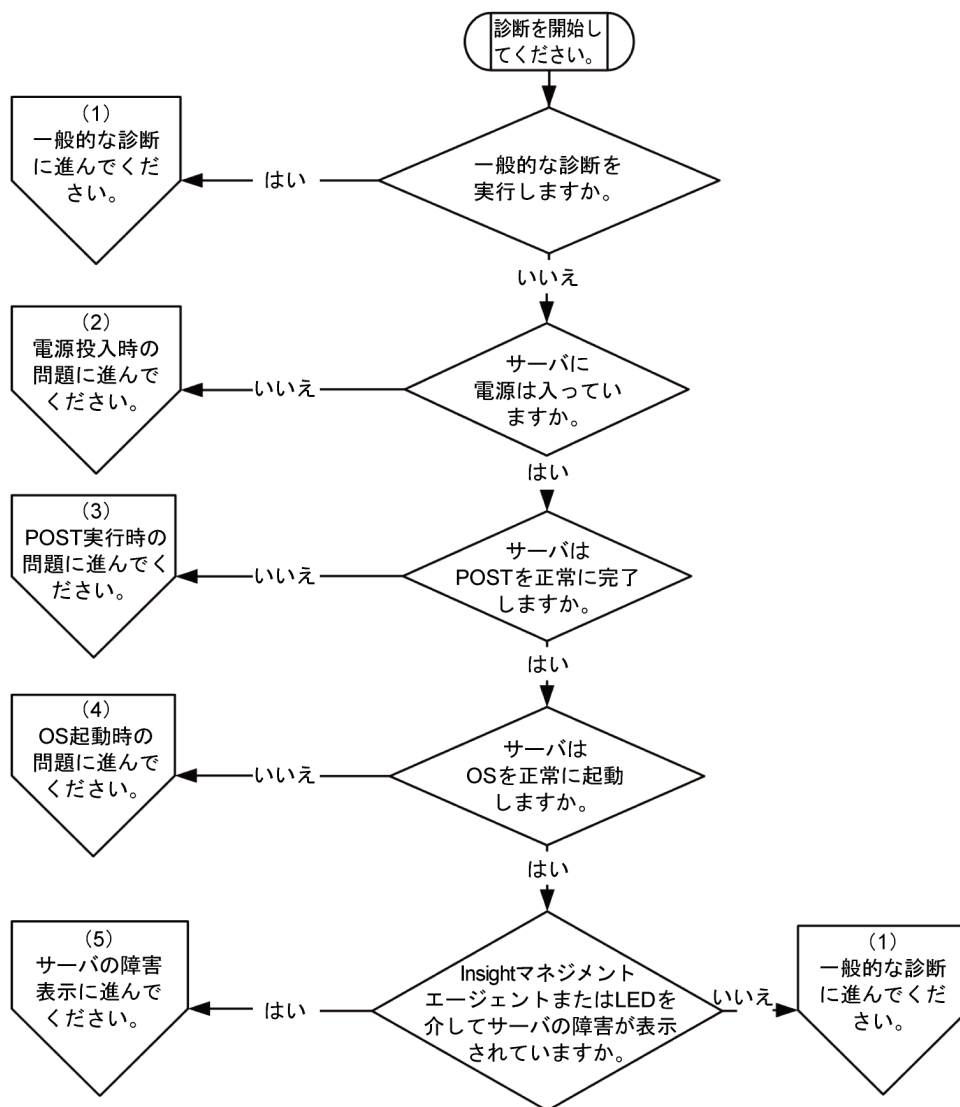 診断を開始し
てください。
(1)
一般的な診断
に進んでくだ
さい。
はい
一般的な診断を
実行しますか。
いいえ
(2)
電源投入時の
問題に進んで
ください。
いいえ
サーバに
電源は入ってい
ますか。
はい
(3)
POST実行時の
問題に進んでく
ださい。
いいえ
サーバは
POSTを正常に完了
しますか。
はい
(4)
OS起動時の
問題に進んで
ください。
いいえ
サーバは
OSを正常に起動
しますか。
はい
(5)
サーバの障害
表示に進んで
ください。
はい
Insightマネジメント
エージェントまたはLEDを
介してサーバの障害が表示
されていますか。
いいえ
(1)
一般的な診断
に進んでくだ
さい。